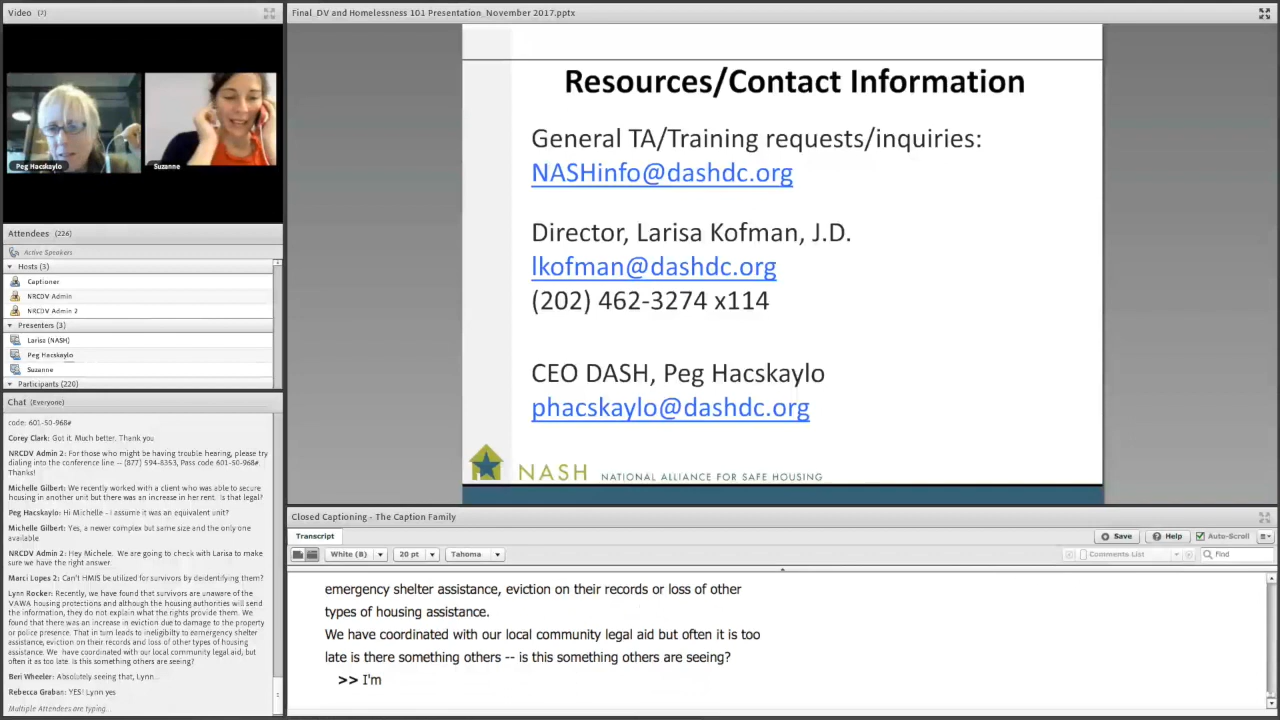 Video (2)
Peg Hacskaylo
Suzanne
Attendees (226)
Active Speakers
Hosts (3)
Captioner
NRCDV Admin
NRCDV Admin 2
Presenters (3)
Larisa (NASH)
Peg Hacskaylo
Suzanne
Participants (220)
Chat (Everyone)
code: 601-50-968#
Corey Clark: Got it. Much better. Thank you
NRCDV Admin 2: For those who might be having trouble hearing, please try
dialing into the conference line -- (877) 594-8353, Pass code 601-50-968#
Thanks!
Michelle Gilbert: We recently worked with a client who was able to secure
housing in another unit but there was an increase in her rent. Is that legal?
Peg Hacskaylo: Hi Michelle - I assume it was an equivalent unit?
Michelle Gilbert: Yes, a newer complex but same size and the only one
available
NRCDV Admin 2: Hey Michele. We are going to check with Larisa to make
sure we have the right answer.
Marci Lopes 2: Can't HMIS be utilized for survivors by deidentifying them?
Lynn Rocker: Recently, we have found that survivors are unaware of the
VAWA housing protections and although the housing authorities will send
the information, they do not explain what the rights provide them. We
found that there was an increase in eviction due to damage to the property
or police presence. That in turn leads to ineligibilty to eamergency shelter
assistance, eviction on their records and loss of other types of housing
assistance. We have coordinated with our local community legal aid, but
often it as too late. Is this something others are seeing?
Beri Wheeler: Absolutely seeing that, Lynn...
Rebecca Graban: YES! Lynn yes
Multiple Attendees are typing...
Final_DV and Homelessness 101 Presentation_November 2017.pptx
Resources/Contact Information
General TA/Training requests/inquiries:
NASHinfo@dashdc.org
Director, Larisa Kofman, J.D.
lkofman@dashdc.org
(202) 462-3274 x114
CEO DASH, Peg Hacskaylo
phacskaylo@dashdc.org
NASH NATIONAL ALLIANCE FOR SAFE HOUSING
Closed Captioning - The Caption Family
Transcript
Save
Help
Auto-Scroll
White (B)
20 pt
Tahoma
Comments List
Find
emergency shelter assistance, eviction on their records or loss of other
types of housing assistance.
We have coordinated with our local community legal aid but often it is too
late is there something others -- is this something others are seeing?
>> I'm